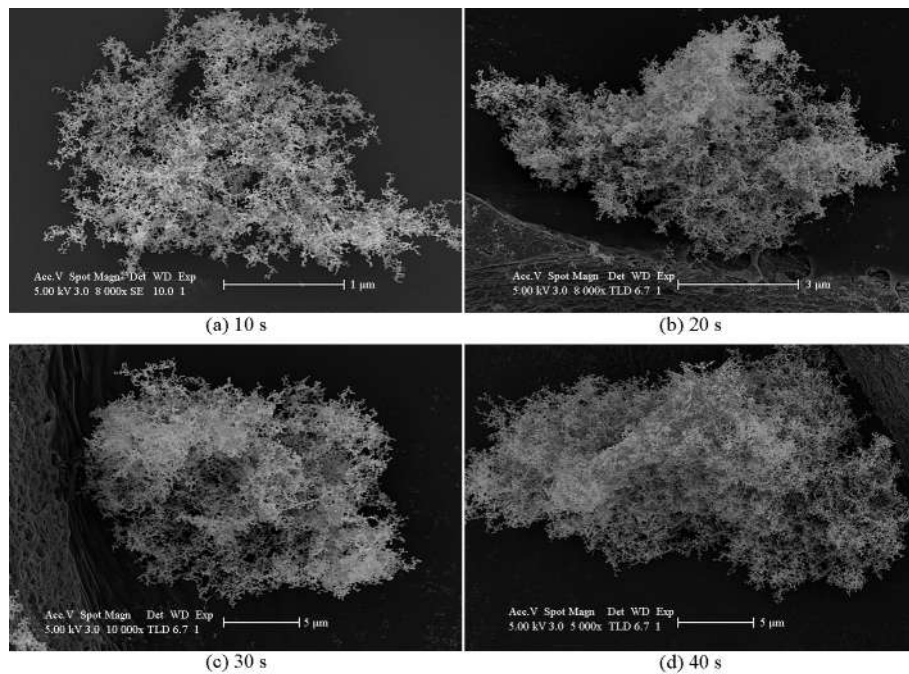 Acc.V Spot Magn Det WD Exp
5.00 kV 3.0 8 000x SE 10.0 1
1 μm
(a) 10 s
Acc.V Spot Magn Det WD Exp
5.00 kV 3.0 8 000x TLD 6.7 1
3 μm
(b) 20 s
Acc.V Spot Magn Det WD Exp
5.00 kV 3.0 10 000x TLD 6.7 1
5 μm
(c) 30 s
Acc.V Spot Magn Det WD Exp
5.00 kV 3.0 5 000x TLD 6.7 1
5 μm
(d) 40 s